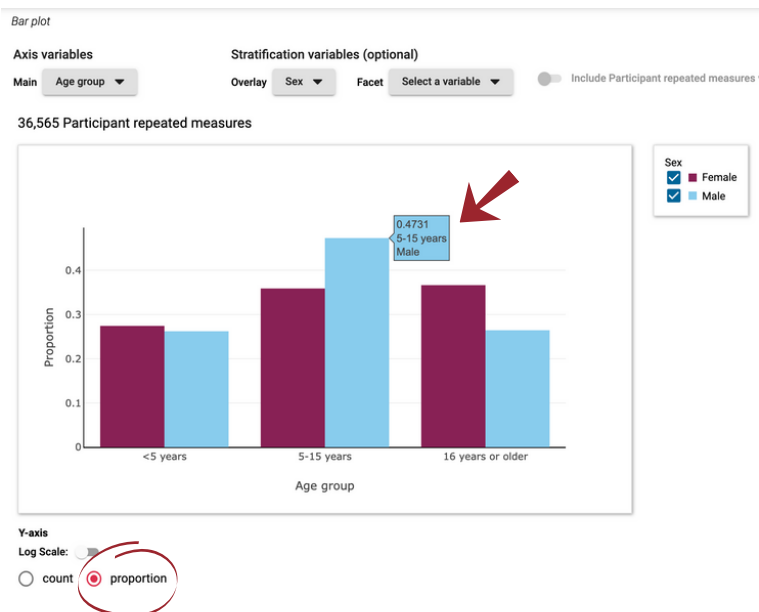 Bar plot
Axis variables
Stratification variables (optional)
Main Age group
Overlay Sex
Facet Select a variable
Include Participant repeated measures
36,565 Participant repeated measures
Sex
Female
Male
0.4731
5-15 years
Male
0.4
0.3
0.2
0.1
0
Proportion
<5 years
5-15 years
16 years or older
Age group
Y-axis
Log Scale:
count
proportion